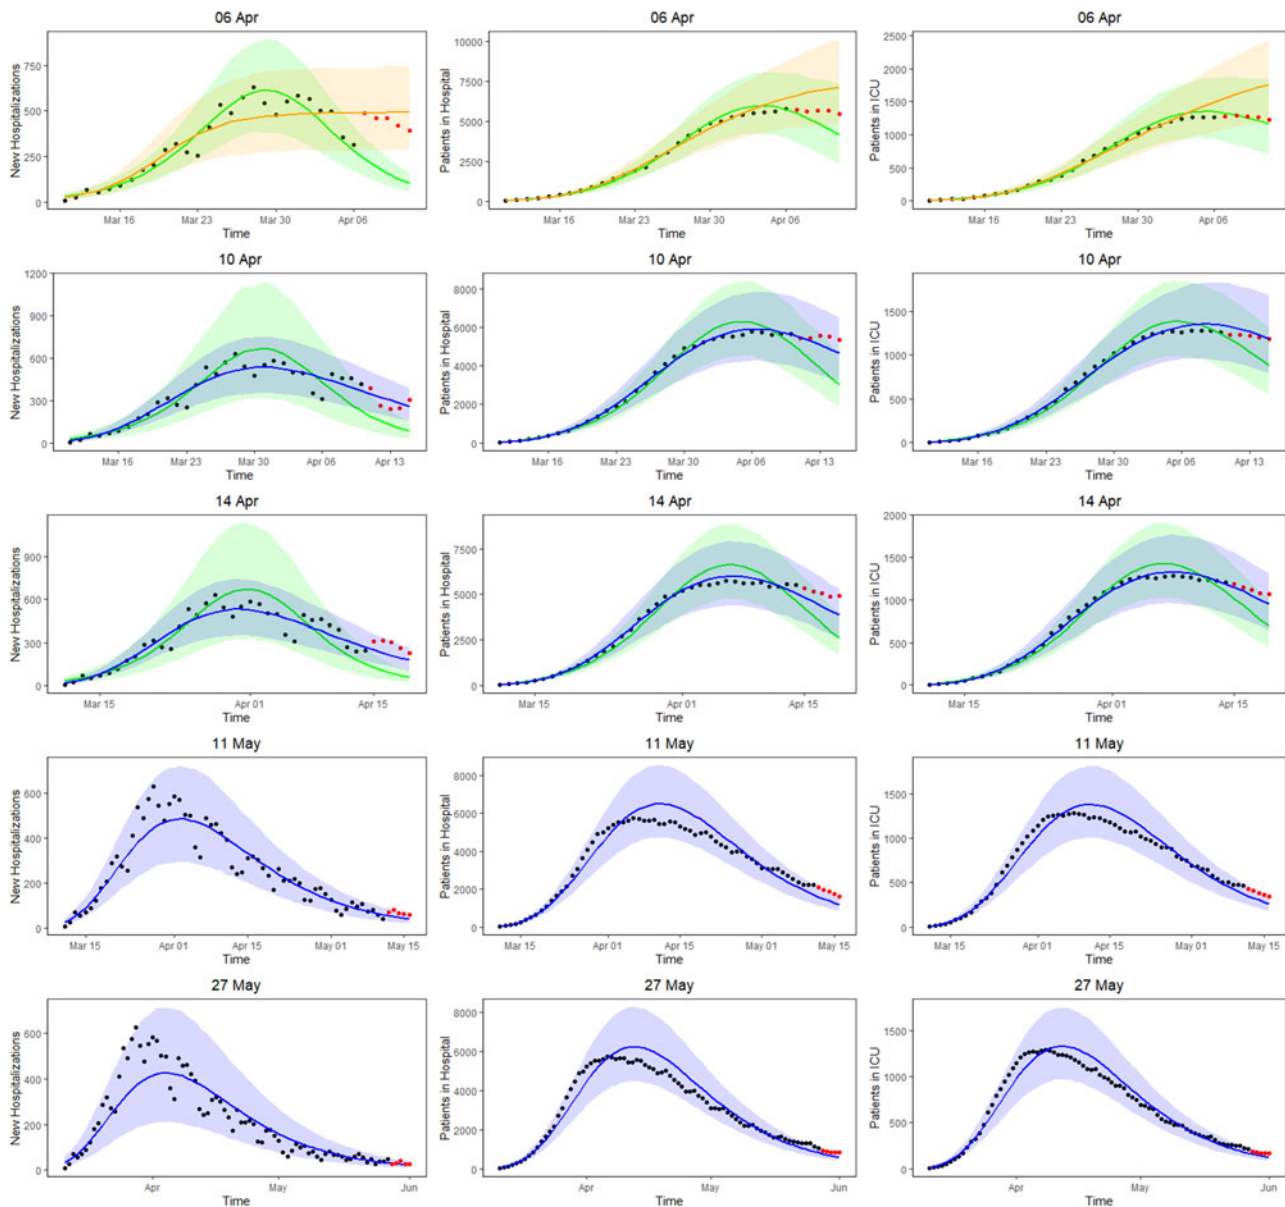 06 Apr 06 Apr 06 Apr
New Hospitalizations
750
500
250
0
Mar 16 Mar 23 Mar 30 Apr 06
Time
Patients in Hospital
10000
7500
5000
2500
0
Mar 16 Mar 23 Mar 30 Apr 06
Time
Patients in ICU
2500
2000
1500
1000
500
0
Mar 16 Mar 23 Mar 30 Apr 06
Time
10 Apr 10 Apr 10 Apr
New Hospitalizations
1200
900
600
300
0
Mar 16 Mar 23 Mar 30 Apr 06 Apr 13
Time
Patients in Hospital
8000
6000
4000
2000
0
Mar 16 Mar 23 Mar 30 Apr 06 Apr 13
Time
Patients in ICU
1500
1000
500
0
Mar 16 Mar 23 Mar 30 Apr 06 Apr 13
Time
14 Apr 14 Apr 14 Apr
New Hospitalizations
900
600
300
0
Mar 15 Apr 01 Apr 15
Time
Patients in Hospital
7500
5000
2500
0
Mar 15 Apr 01 Apr 15
Time
Patients in ICU
2000
1500
1000
500
0
Mar 15 Apr 01 Apr 15
Time
11 May 11 May 11 May
New Hospitalizations
600
400
200
0
Mar 15 Apr 01 Apr 15 May 01 May 15
Time
Patients in Hospital
8000
6000
4000
2000
0
Mar 15 Apr 01 Apr 15 May 01 May 15
Time
Patients in ICU
1500
1000
500
0
Mar 15 Apr 01 Apr 15 May 01 May 15
Time
27 May 27 May 27 May
New Hospitalizations
600
400
200
0
Apr May Jun
Time
Patients in Hospital
8000
6000
4000
2000
0
Apr May Jun
Time
Patients in ICU
1500
1000
500
0
Apr May Jun
Time